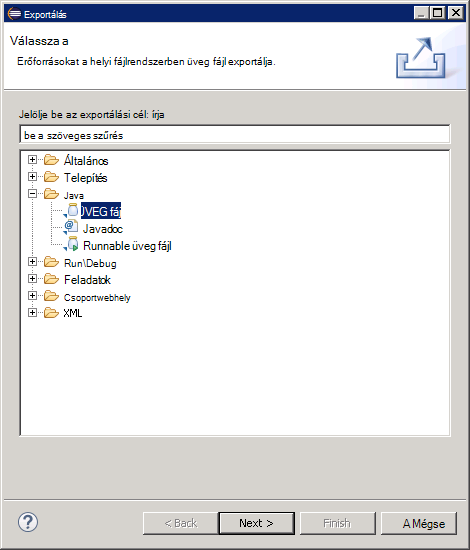 Exportálás
Válassza a
Erőforrásokat a helyi fájlrendszerben üveg fájl exportálja.
Jelölje be az exportálási cél: írja
be a szöveges szűrés
Általános
Telepítés
Java
ÜVEG fáj
Javadoc
Runnable üveg fájl
Run\Debug
Feladatok
Csoportwebhely
XML
?
< Back
Next >
Finish
A Mégse